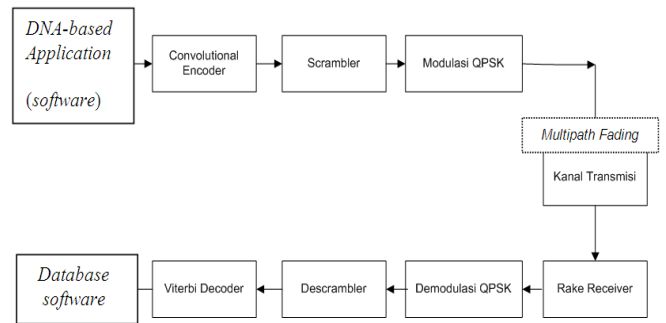 DNA-based
Application
(software)
Convolutional
Encoder
Scrambler
Modulasi QPSK
Multipath Fading
Kanal Transmisi
Database
software
Viterbi Decoder
Descrambler
Demodulasi QPSK
Rake Receiver